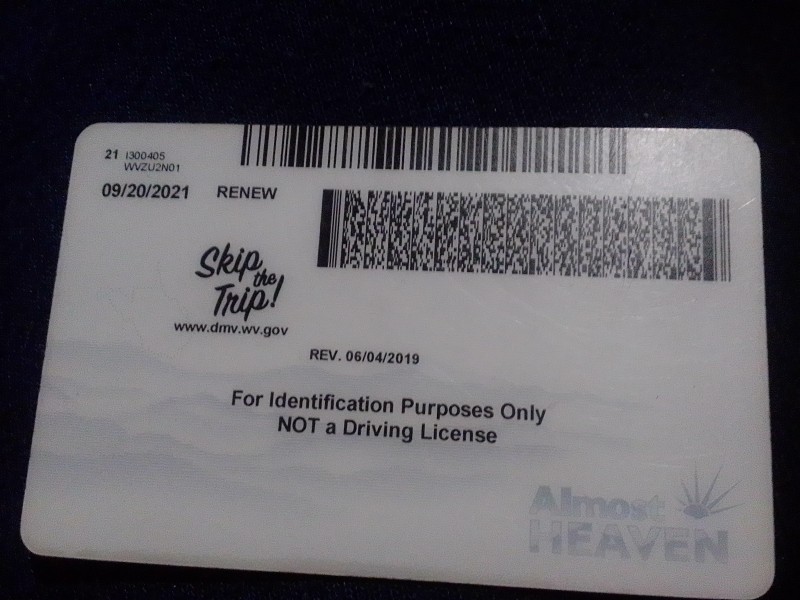 21 I300405
WVZU2N01
09/20/2021 RENEW
Skip
the
Trip!
www.dmv.wv.gov
REV. 06/04/2019
For Identification Purposes Only
NOT a Driving License
Almost
HEAVEN